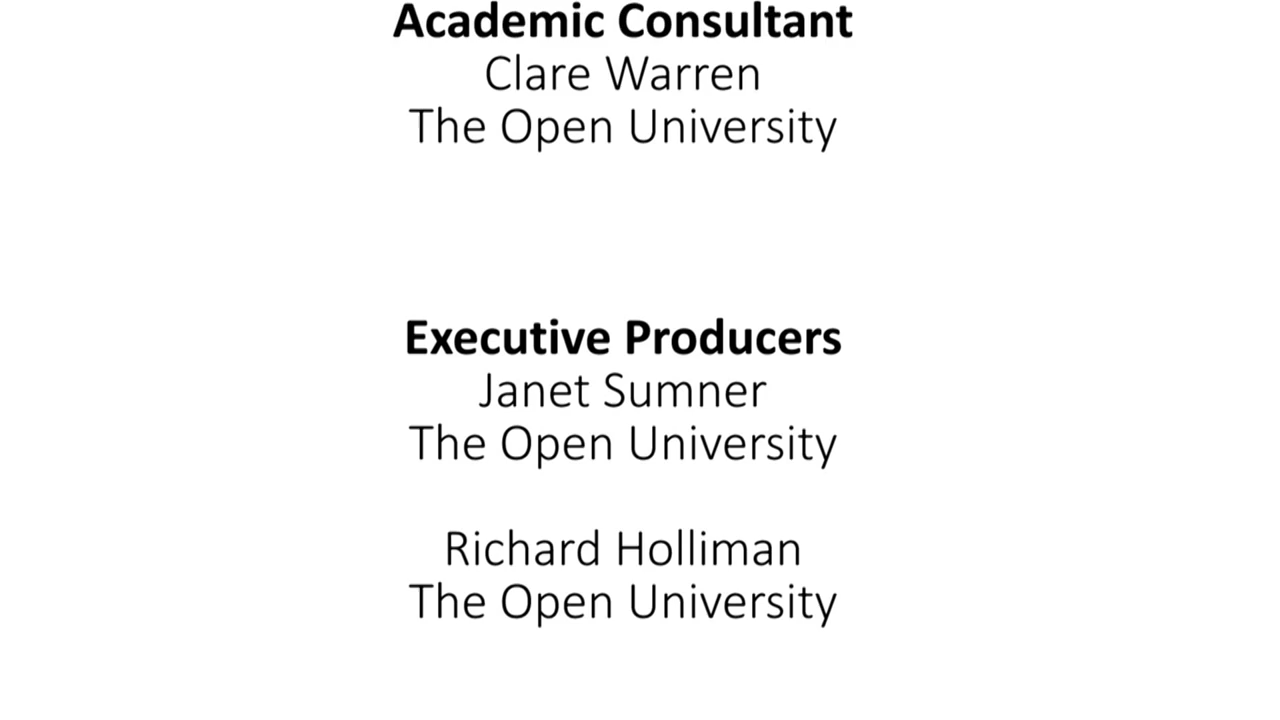 Academic Consultant
Clare Warren
The Open University
Executive Producers
Janet Sumner
The Open University
Richard Holliman
The Open University